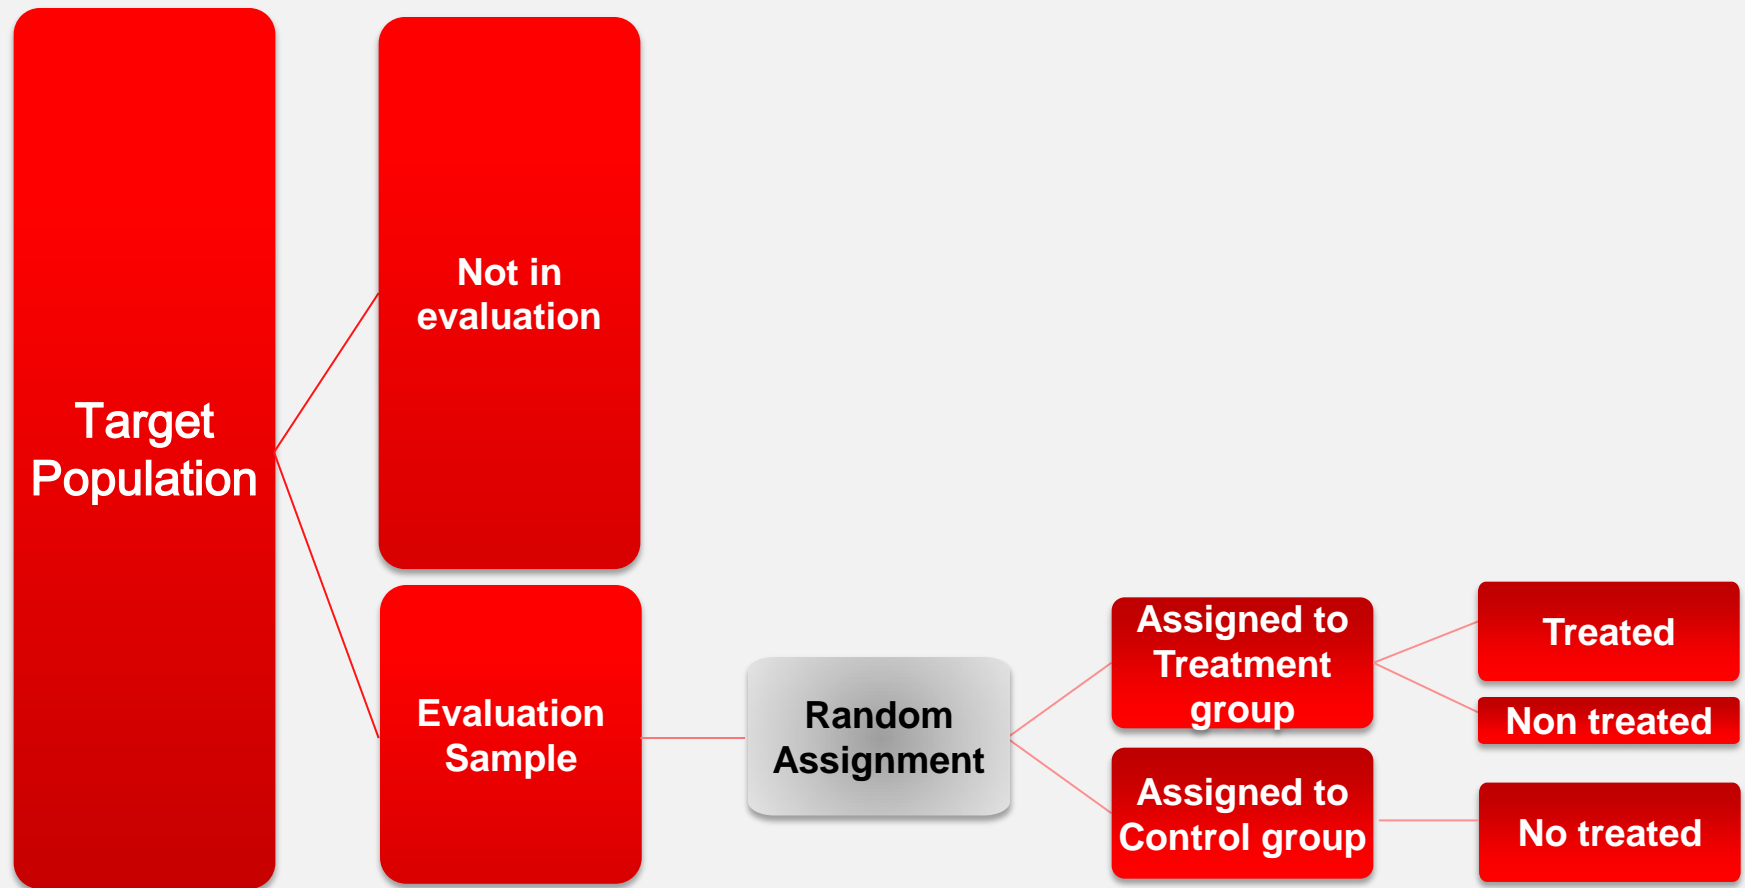 Target
Population
Not in
evaluation
Evaluation
Sample
Random
Assignment
Assigned to
Treatment
group
Assigned to
Control group
Treated
Non treated
No treated